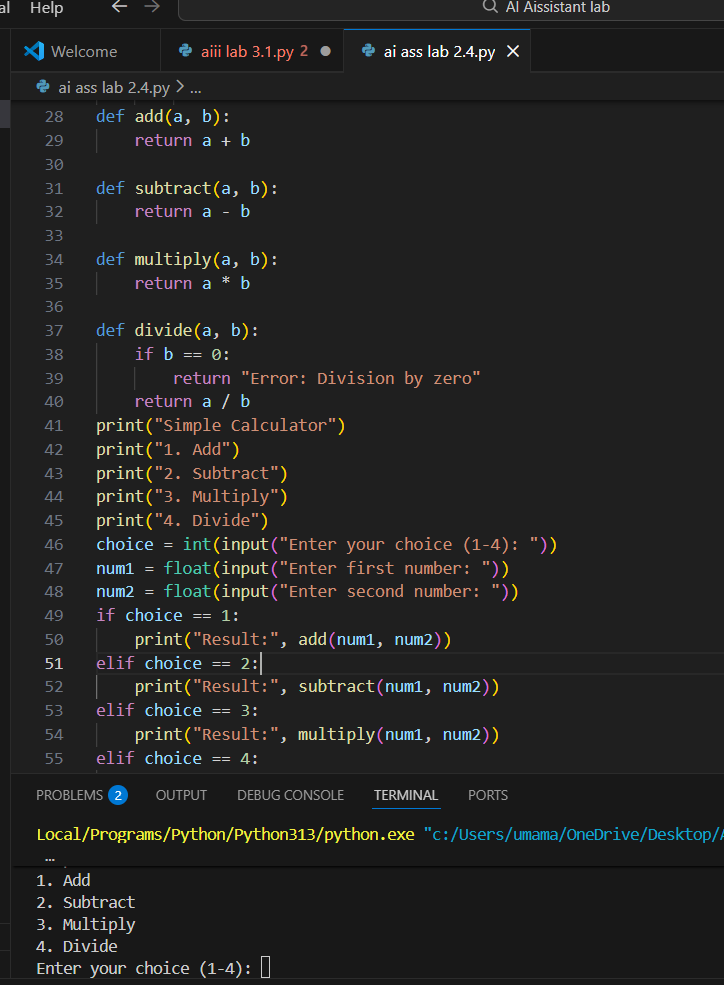 al Help AI Aissistant lab
Welcome aiii lab 3.1.py 2 ai ass lab 2.4.py
ai ass lab 2.4.py > ...
28 def add(a, b):
29 return a + b
30
31 def subtract(a, b):
32 return a - b
33
34 def multiply(a, b):
35 return a * b
36
37 def divide(a, b):
38 if b == 0:
39 return "Error: Division by zero"
40 return a / b
41 print("Simple Calculator")
42 print("1. Add")
43 print("2. Subtract")
44 print("3. Multiply")
45 print("4. Divide")
46 choice = int(input("Enter your choice (1-4): "))
47 num1 = float(input("Enter first number: "))
48 num2 = float(input("Enter second number: "))
49 if choice == 1:
50 print("Result:", add(num1, num2))
51 elif choice == 2:
52 print("Result:", subtract(num1, num2))
53 elif choice == 3:
54 print("Result:", multiply(num1, num2))
55 elif choice == 4:
PROBLEMS 2 OUTPUT DEBUG CONSOLE TERMINAL PORTS
Local/Programs/Python/Python313/python.exe "c:/Users/umama/OneDrive/Desktop/A
...
1. Add
2. Subtract
3. Multiply
4. Divide
Enter your choice (1-4):